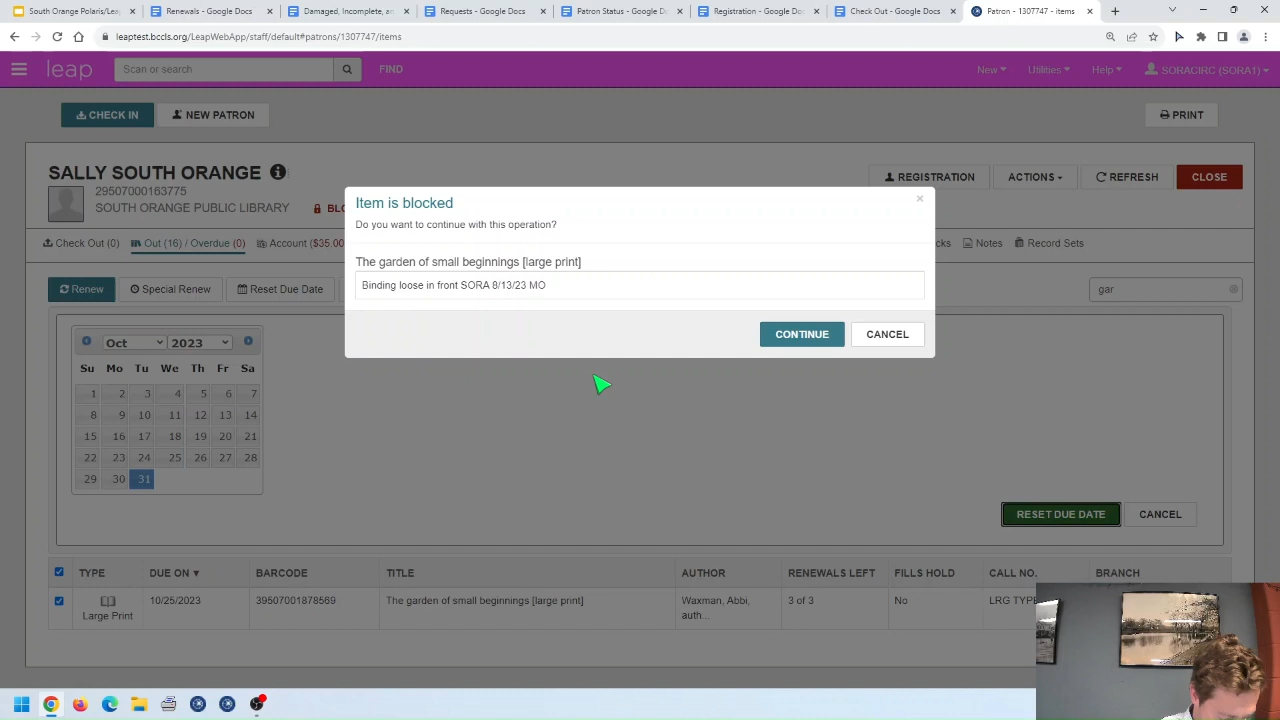 South Orange Polaris/Leap
Renewals - Google Docs
Damaged, Incomplete, an
Requests - Google Docs
Patron Status - Google D
Registration - Google Docs
Check Out - Google Docs
Patron - 1307747 - items
leaptest.bccls.org/LeapWebApp/staff/default#patrons/1307747/items
leap
Scan or search
FIND
New
Utilities
Help
SORACIRC (SORA1)
CHECK IN
NEW PATRON
PRINT
SALLY SOUTH ORANGE
29507000163775
SOUTH ORANGE PUBLIC LIBRARY
BLO
REGISTRATION
ACTIONS
REFRESH
CLOSE
Item is blocked
Do you want to continue with this operation?
The garden of small beginnings [large print]
Binding loose in front SORA 8/13/23 MO
CONTINUE
CANCEL
Check Out (0)
Out (16) / Overdue (0)
Account ($35.00
cks
Notes
Record Sets
Renew
Special Renew
Reset Due Date
gar
Oct 2023
Su Mo Tu We Th Fr Sa
1 2 3 4 5 6 7
8 9 10 11 12 13 14
15 16 17 18 19 20 21
22 23 24 25 26 27 28
29 30 31
RESET DUE DATE
CANCEL
TYPE DUE ON BARCODE TITLE AUTHOR RENEWALS LEFT FILLS HOLD CALL NO. BRANCH
Large Print
10/25/2023 39507001878569 The garden of small beginnings [large print] Waxman, Abbi, auth... 3 of 3 No LRG TYPE